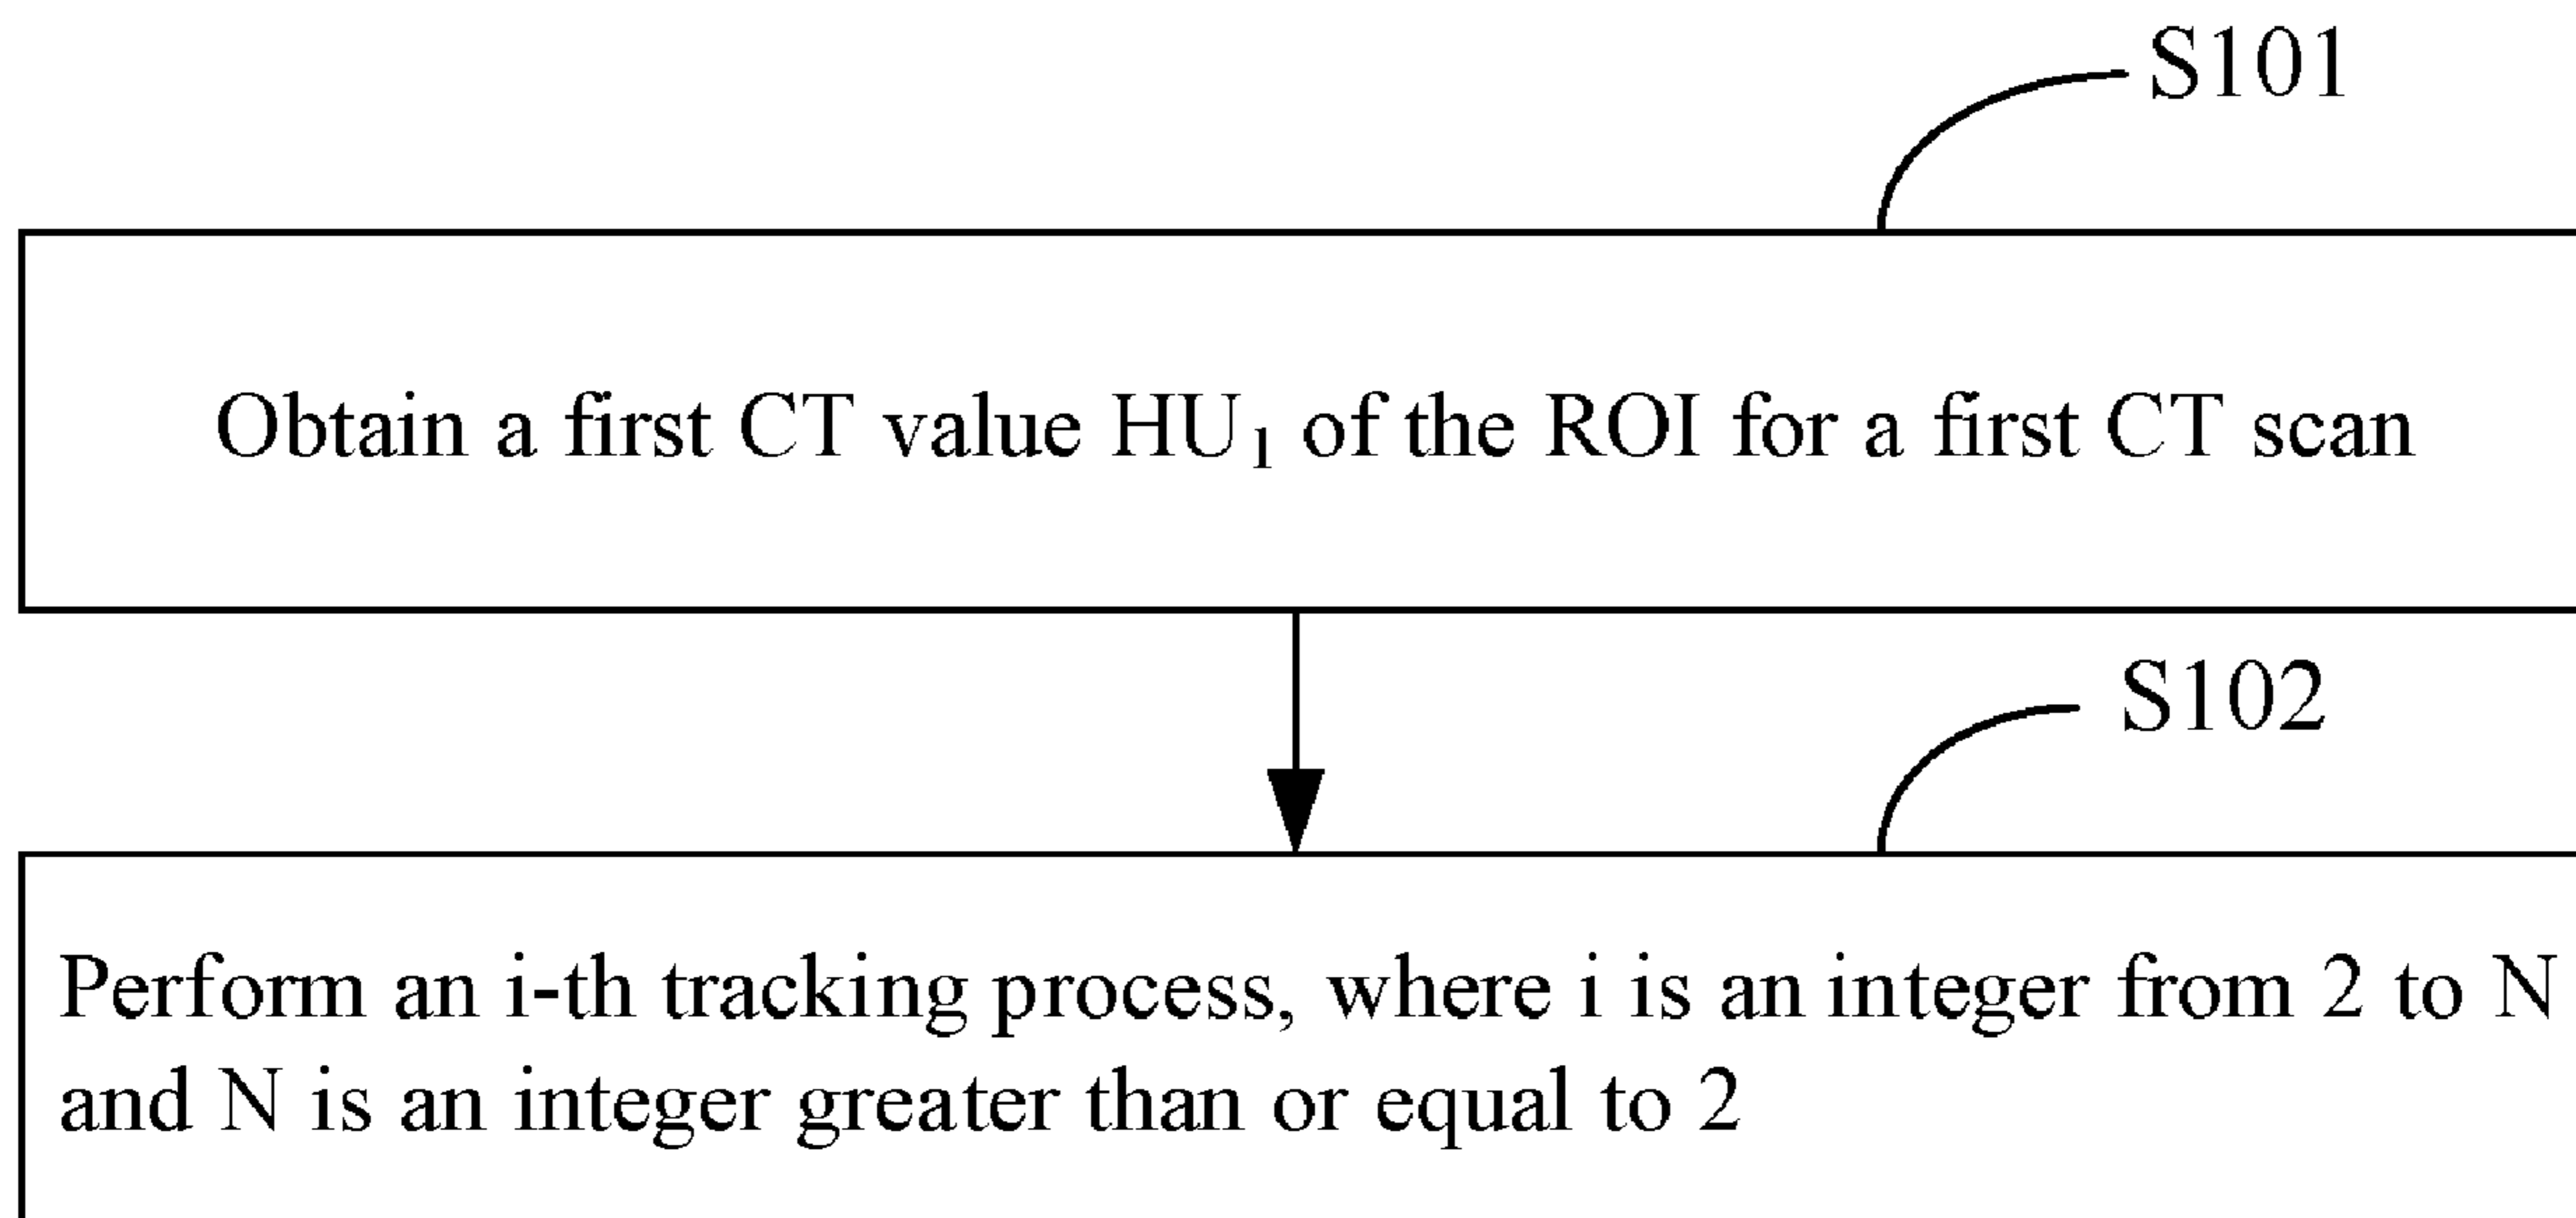 S101
Obtain a first CT value HU₁ of the ROI for a first CT scan
S102
Perform an i-th tracking process, where i is an integer from 2 to N
and N is an integer greater than or equal to 2